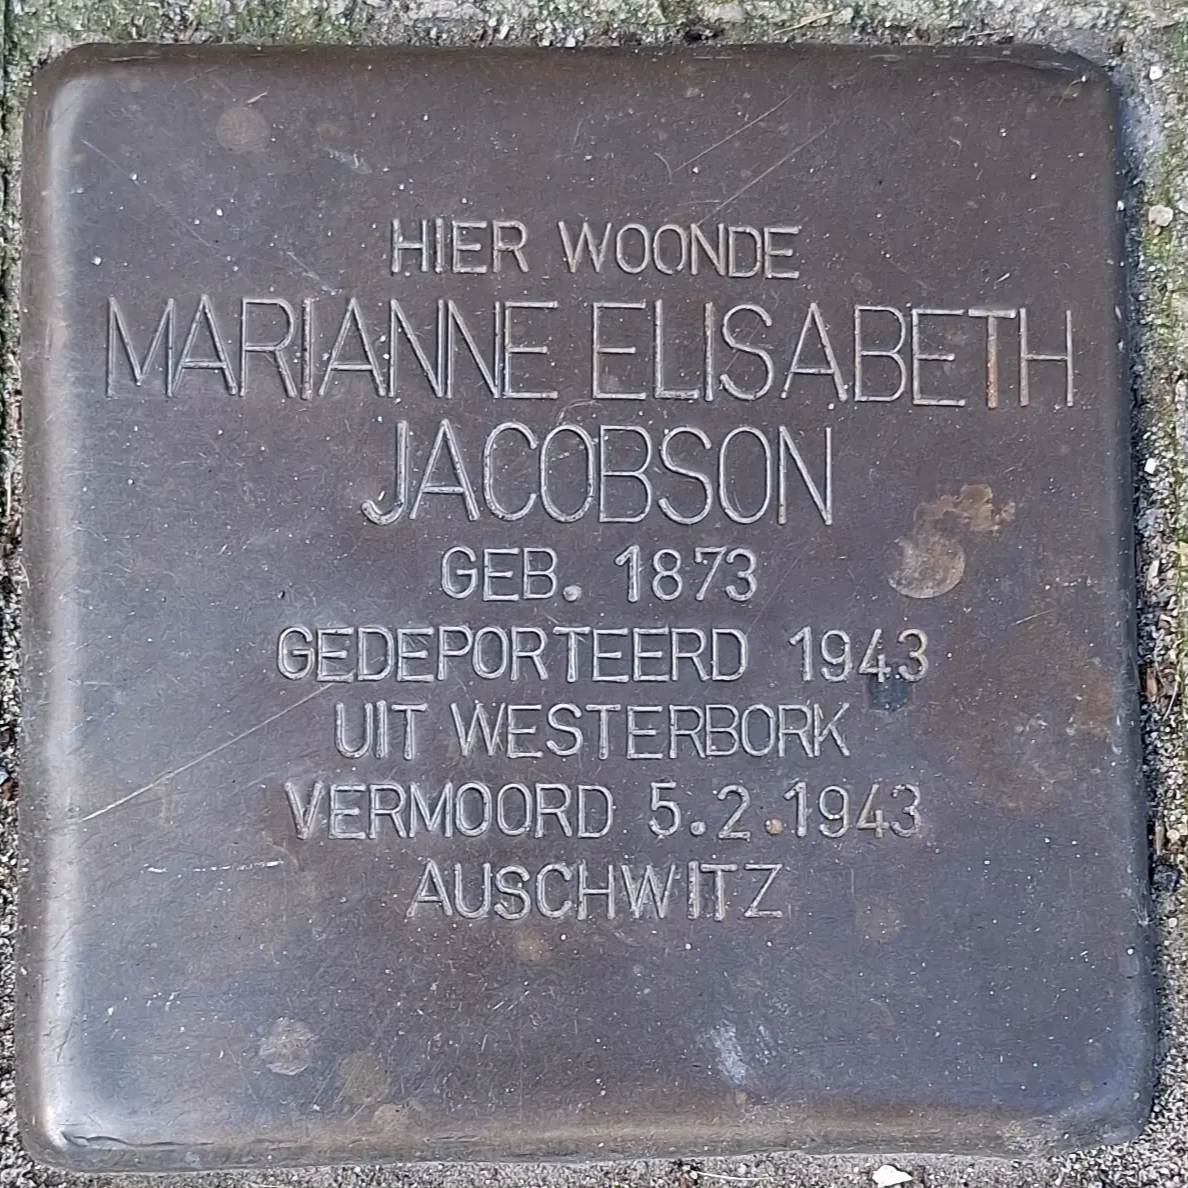 HIER WOONDE
MARIANNE ELISABETH
JACOBSON
GEB. 1873
GEDEPORTEERD 1943
UIT WESTERBORK
VERMOORD 5.2.1943
AUSCHWITZ